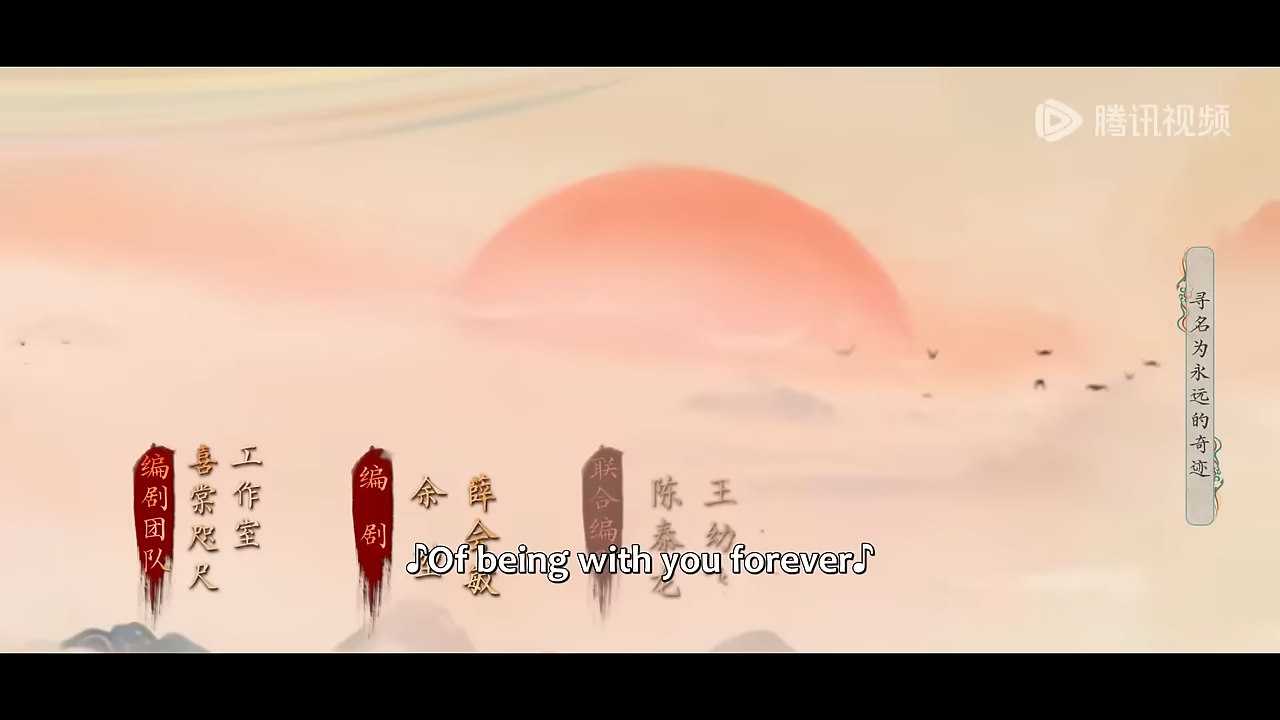 腾讯视频
寻名为永远的奇迹
编剧团队
喜棠咫尺
工作室
编剧
余
薛
联合编
陈泰
王幼
♪Of being with you forever♪